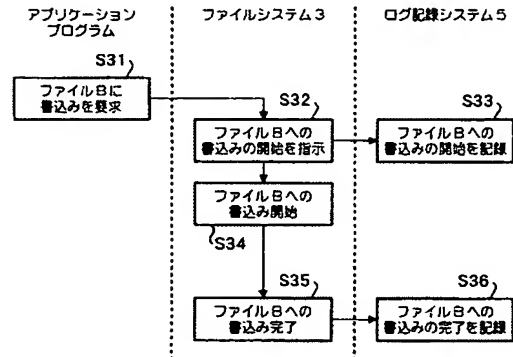 アプリケーション
プログラム
ファイルシステム3
ログ記録システム5
S31
ファイルBに
書込みを要求
S32
S33
ファイルBへの
書込みの開始を指示
ファイルBへの
書込みの開始を記録
ファイルBへの
書込み開始
S34
S35
S36
ファイルBへの
書込み完了
ファイルBへの
書込みの完了を記録